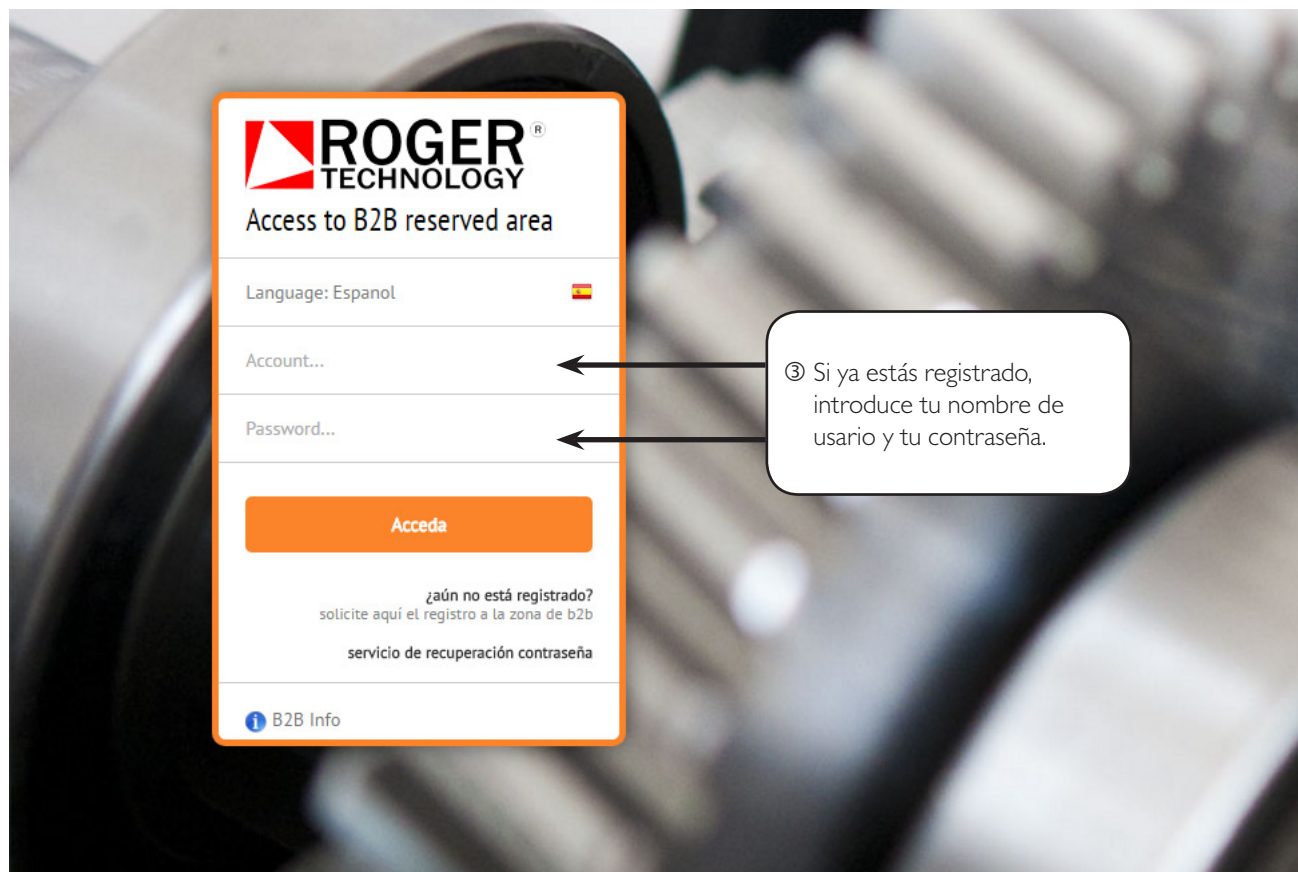 ROGER®
TECHNOLOGY
Access to B2B reserved area
Language: Espanol
Account...
Password...
Acceda
¿aún no está registrado?
solicite aquí el registro a la zona de b2b
servicio de recuperación contraseña
B2B Info
③ Si ya estás registrado,
introduce tu nombre de
usario y tu contraseña.